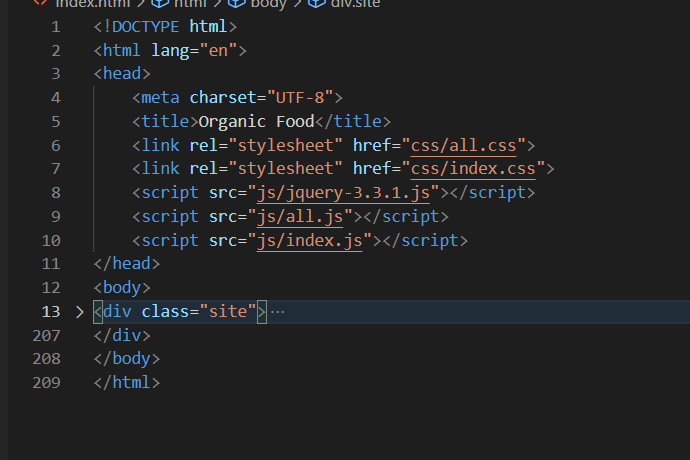 index.html > html > body > div.site
1 <!DOCTYPE html>
2 <html lang="en">
3 <head>
4 <meta charset="UTF-8">
5 <title>Organic Food</title>
6 <link rel="stylesheet" href="css/all.css">
7 <link rel="stylesheet" href="css/index.css">
8 <script src="js/jquery-3.3.1.js"></script>
9 <script src="js/all.js"></script>
10 <script src="js/index.js"></script>
11 </head>
12 <body>
13 > <div class="site">···
207 </div>
208 </body>
209 </html>